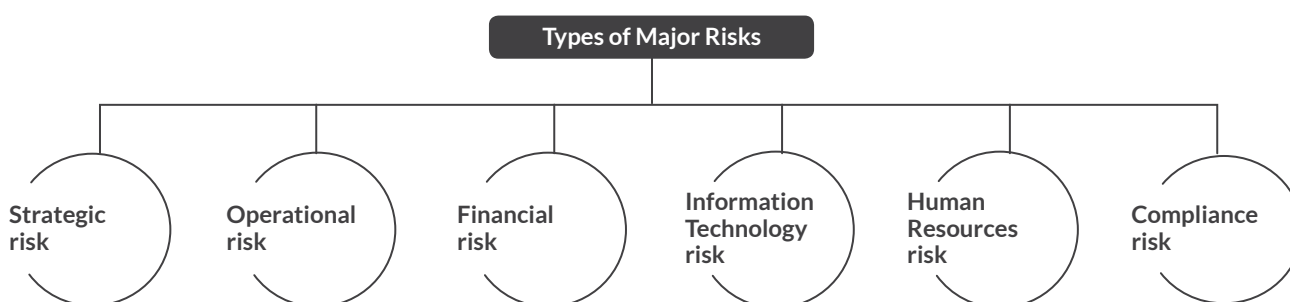 Types of Major Risks
Strategic
risk
Operational
risk
Financial
risk
Information
Technology
risk
Human
Resources
risk
Compliance
risk